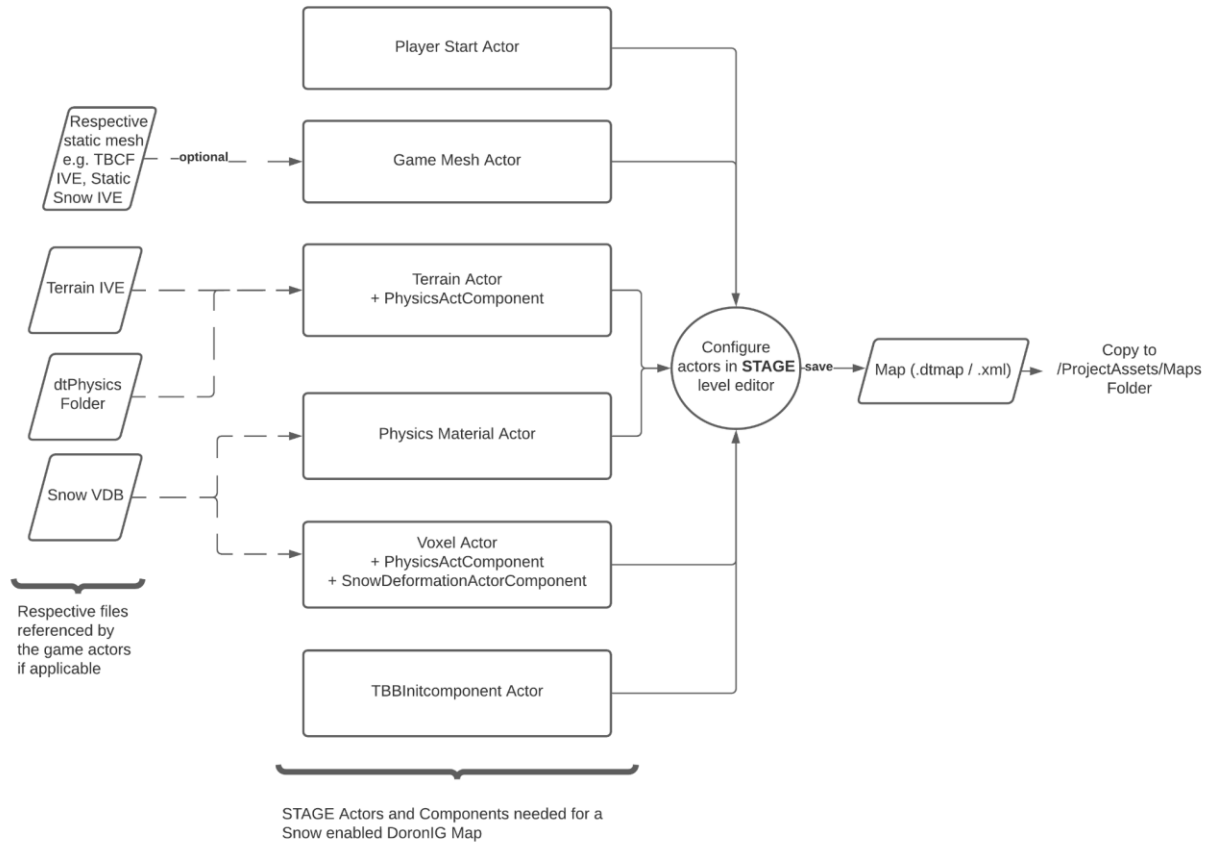 Player Start Actor
Respective
static mesh
e.g. TBCF
IVE, Static
Snow IVE
optional
Game Mesh Actor
Terrain IVE
Terrain Actor
+ PhysicsActComponent
dtPhysics
Folder
Configure
actors in STAGE
level editor
save
Map (.dtmap / .xml)
Copy to
/ProjectAssets/Maps
Folder
Physics Material Actor
Snow VDB
Voxel Actor
+ PhysicsActComponent
+ SnowDeformationActorComponent
Respective files
referenced by
the game actors
if applicable
TBBInitcomponent Actor
STAGE Actors and Components needed for a
Snow enabled DoronIG Map